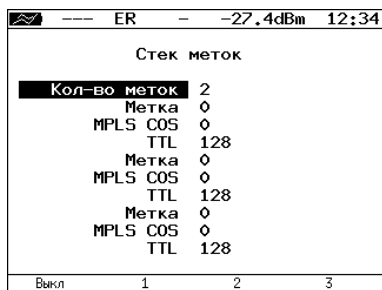 --- ER - -27.4dBm 12:34
Стек меток
Кол-во меток 2
Метка 0
MPLS COS 0
TTL 128
Метка 0
MPLS COS 0
TTL 128
Метка 0
MPLS COS 0
TTL 128
Выкл 1 2 3